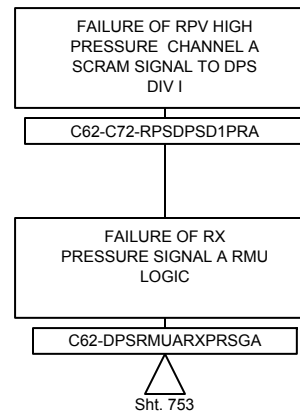 FAILURE OF RPV HIGH
PRESSURE CHANNEL A
SCRAM SIGNAL TO DPS
DIV I
C62-C72-RPSDPSD1PRA
FAILURE OF RX
PRESSURE SIGNAL A RMU
LOGIC
C62-DPSRMUARXPRSGA
Sht. 753